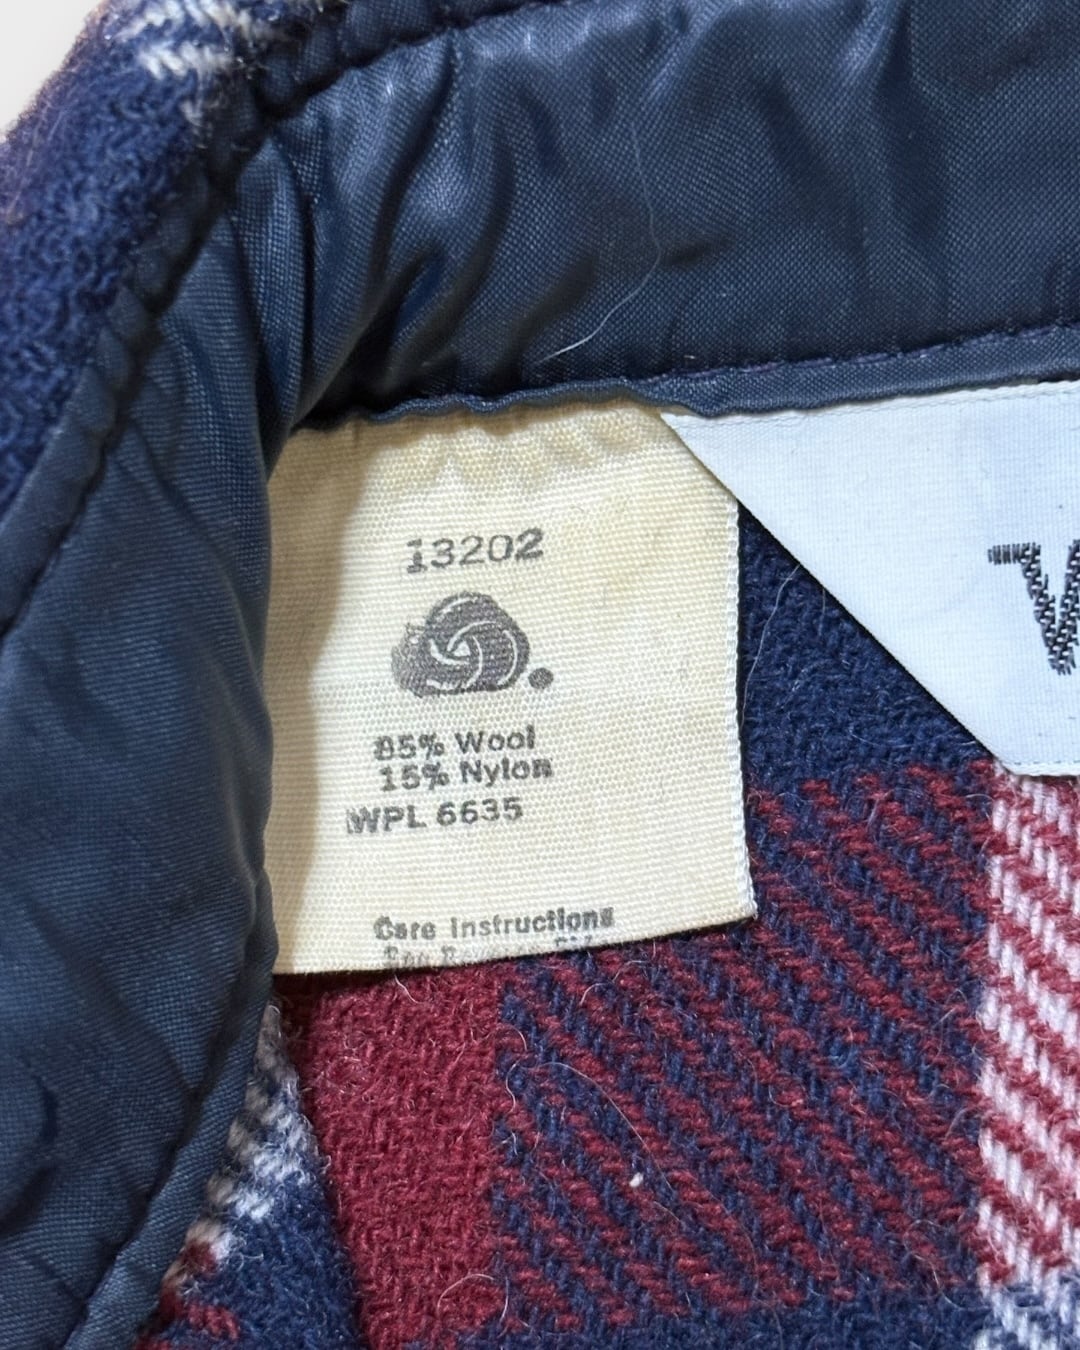 13202
85% Wool
15% Nylon
WPL 6635
Care Instructions